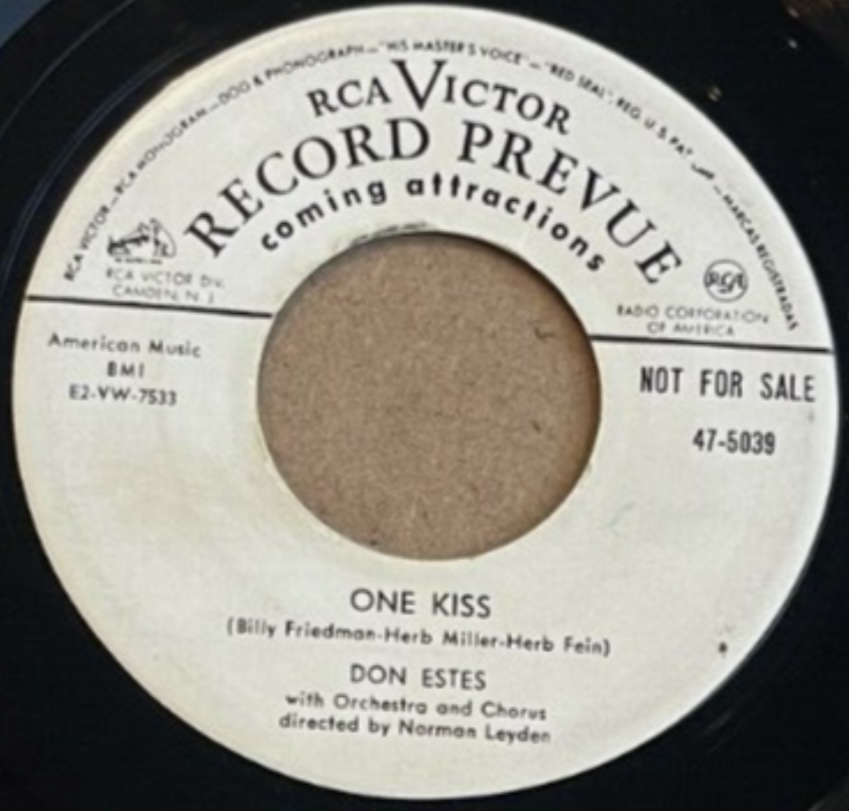 RCA VICTOR — RCA MONOGRAM — DOG & PHONOGRAPH — "HIS MASTER'S VOICE" — "RED SEAL". REG. U.S. PAT. — MARCAS REGISTRADAS
RCA VICTOR
RECORD PREVUE
coming attractions
RCA VICTOR DIV.
CAMDEN, N. J.
RCA
RADIO CORPORATION
OF AMERICA
American Music
BMI
E2-VW-7533
NOT FOR SALE
47-5039
ONE KISS
(Billy Friedman-Herb Miller-Herb Fein)
DON ESTES
with Orchestra and Chorus
directed by Norman Leyden